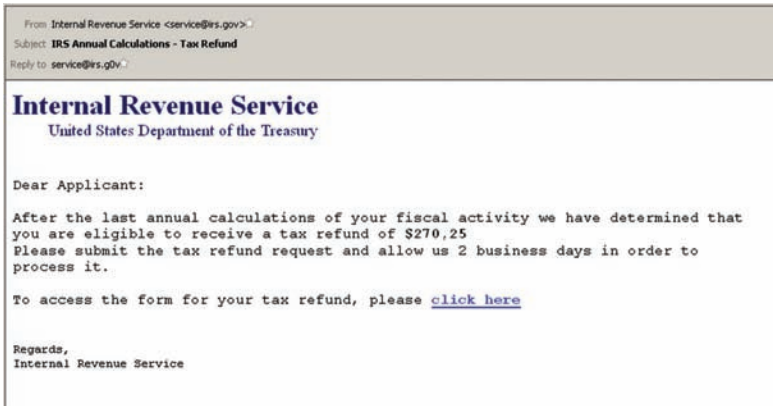 From Internal Revenue Service <service@irs.gov>
Subject IRS Annual Calculations - Tax Refund
Reply to service@irs.g0v
Internal Revenue Service
United States Department of the Treasury
Dear Applicant:
After the last annual calculations of your fiscal activity we have determined that
you are eligible to receive a tax refund of $270,25
Please submit the tax refund request and allow us 2 business days in order to
process it.
To access the form for your tax refund, please click here
Regards,
Internal Revenue Service